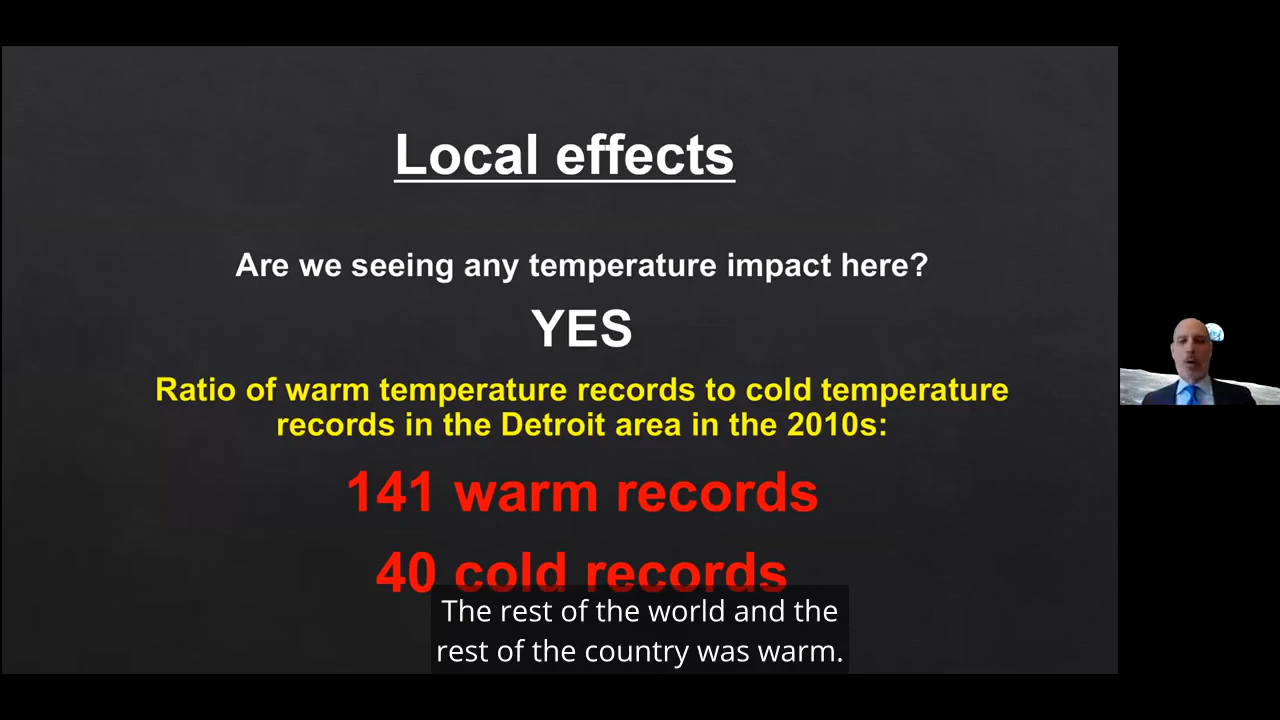 Local effects
Are we seeing any temperature impact here?
YES
Ratio of warm temperature records to cold temperature
records in the Detroit area in the 2010s:
141 warm records
40 cold records
The rest of the world and the
rest of the country was warm.